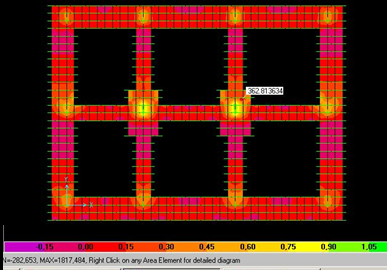 362.813634
Y
X
0,15 0,00 0,15 0,30 0,45 0,60 0,75 0,90 1,05
N=-282,653, MAX=1817,484, Right Click on any Area Element for detailed diagram